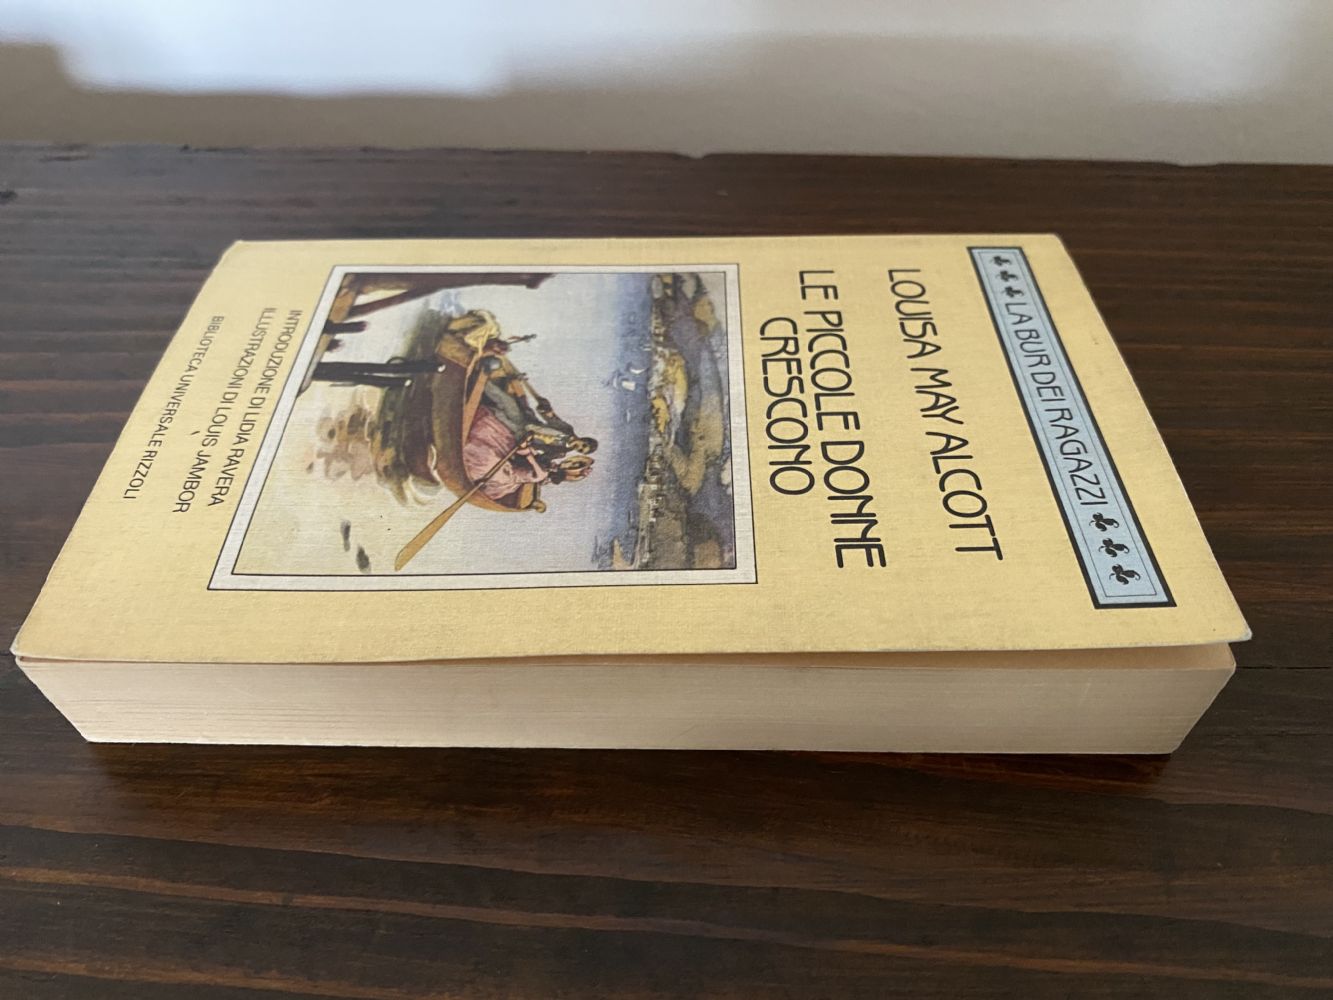 LA BUR DEI RAGAZZI
LOUISA MAY ALCOTT
LE PICCOLE DONNE
CRESCONO
INTRODUZIONE DI LIDIA RAVERA
ILLUSTRAZIONI DI LOUIS JAMBOR
BIBLIOTECA UNIVERSALE RIZZOLI